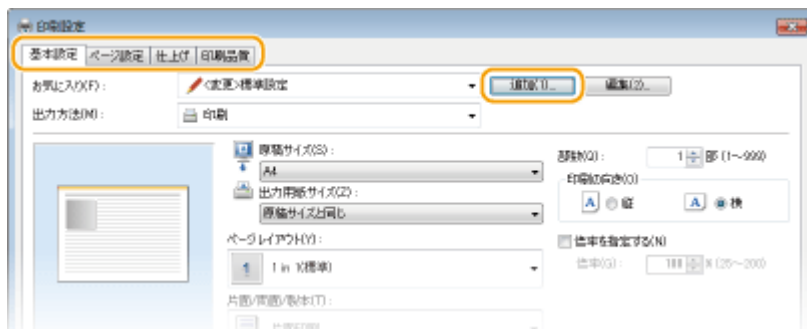 印刷設定
基本設定 ページ設定 仕上げ 印刷品質
お気に入り(F): <変更>標準設定 追加(1)... 編集(2)...
出力方法(M): 印刷
原稿サイズ(S):
A4
出力用紙サイズ(Z):
原稿サイズと同じ
ページレイアウト(Y):
1 1 in 1(標準)
片面/両面/製本(T):
部数(Q): 1 部 (1~999)
印刷の向き(O)
A 縦 A 横
倍率を指定する(N)
倍率(G): 100 % (25~200)